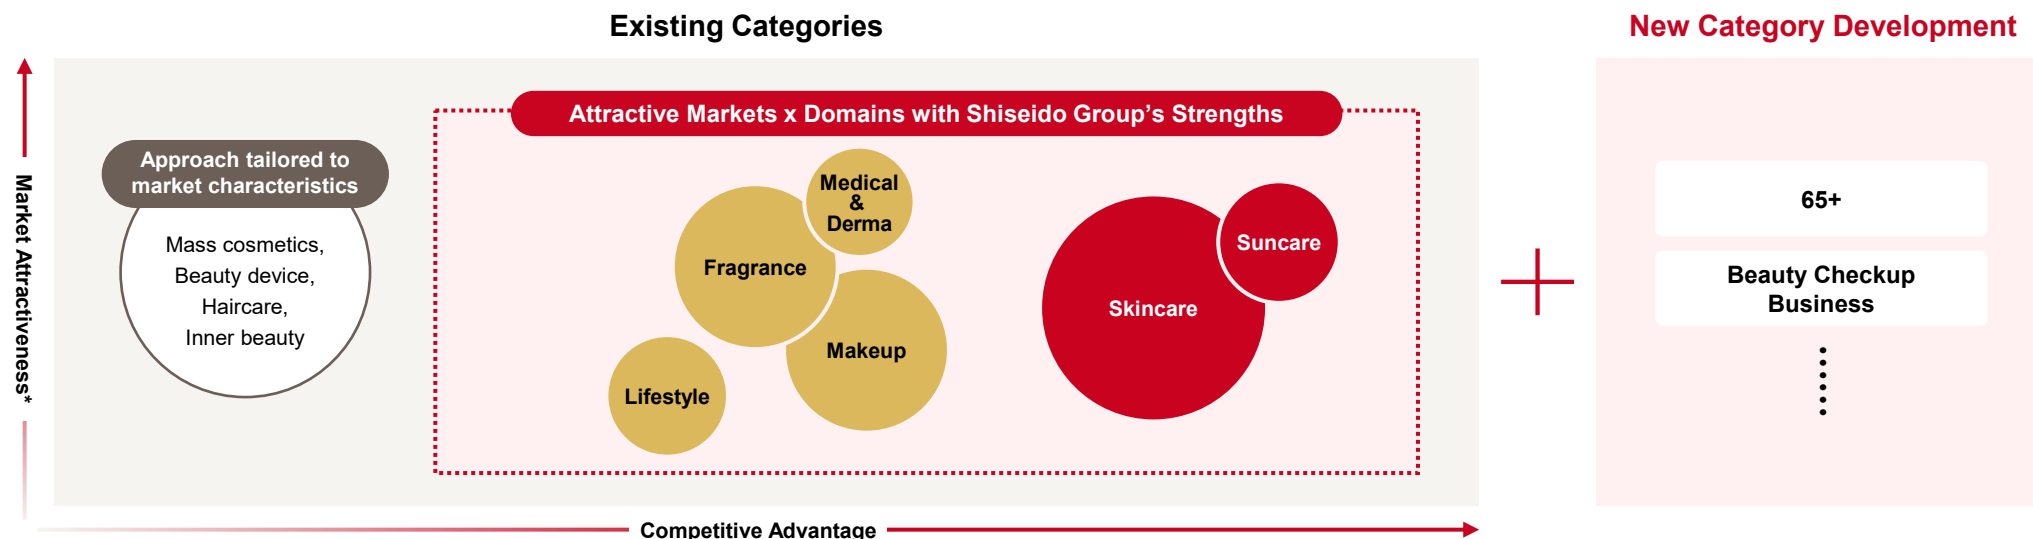 Existing Categories
New Category Development
Market Attractiveness*
Attractive Markets x Domains with Shiseido Group’s Strengths
Approach tailored to
market characteristics
Mass cosmetics,
Beauty device,
Haircare,
Inner beauty
Medical
&
Derma
Fragrance
Makeup
Lifestyle
Skincare
Suncare
65+
Beauty Checkup
Business
Competitive Advantage